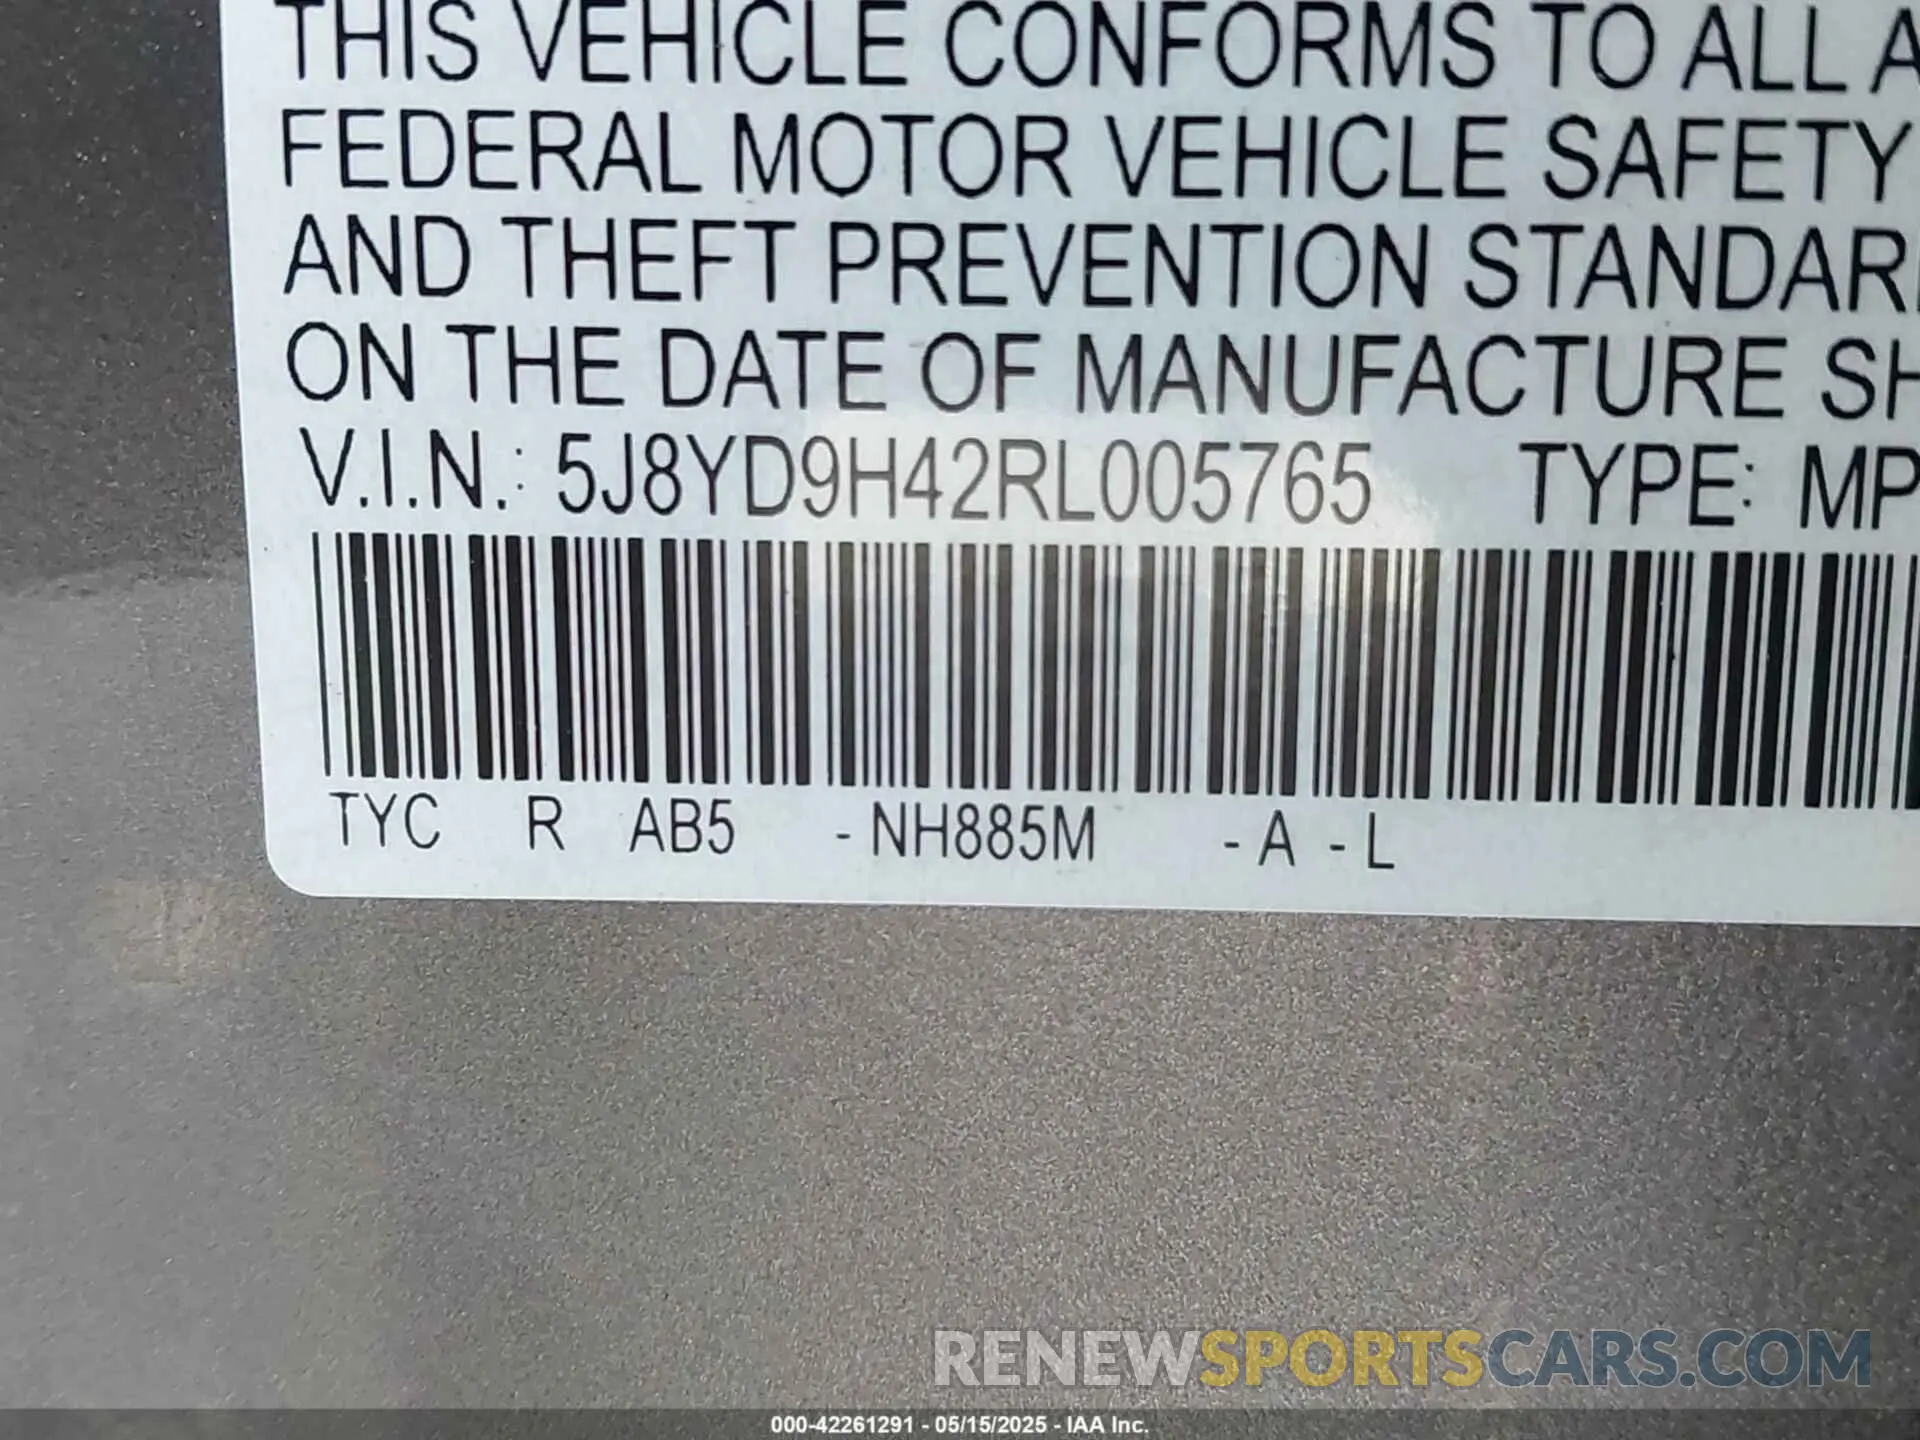 THIS VEHICLE CONFORMS TO ALL A
FEDERAL MOTOR VEHICLE SAFETY
AND THEFT PREVENTION STANDAR
ON THE DATE OF MANUFACTURE SH
V.I.N.: 5J8YD9H42RL005765 TYPE: MP
TYC R AB5 -NH885M -A -L
RENEWSPORTSCARS.COM
000-42261291 - 05/15/2025 - IAA Inc.